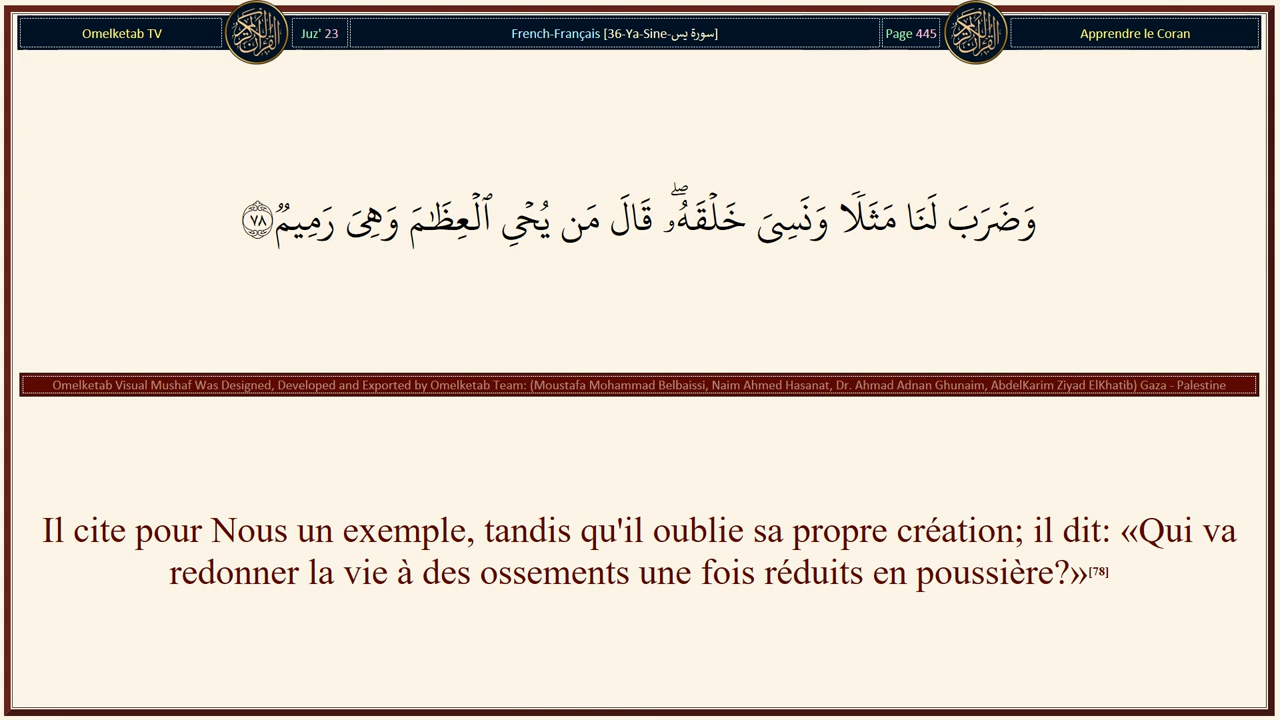 Omelketab TV
Juz' 23
French-Français [36-Ya-Sine-سورة يس]
Page 445
Apprendre le Coran
وَضَرَبَ لَنَا مَثَلًا وَنَسِىَ خَلْقَهُۥ ۖ قَالَ مَن يُحْىِ ٱلْعِظَٰمَ وَهِىَ رَمِيمٌ ٧٨
Omelketab Visual Mushaf Was Designed, Developed and Exported by Omelketab Team: (Moustafa Mohammad Belbaissi, Naim Ahmed Hasanat, Dr. Ahmad Adnan Ghunaim, AbdelKarim Ziyad ElKhatib) Gaza - Palestine
Il cite pour Nous un exemple, tandis qu'il oublie sa propre création; il dit: «Qui va
redonner la vie à des ossements une fois réduits en poussière?»[78]